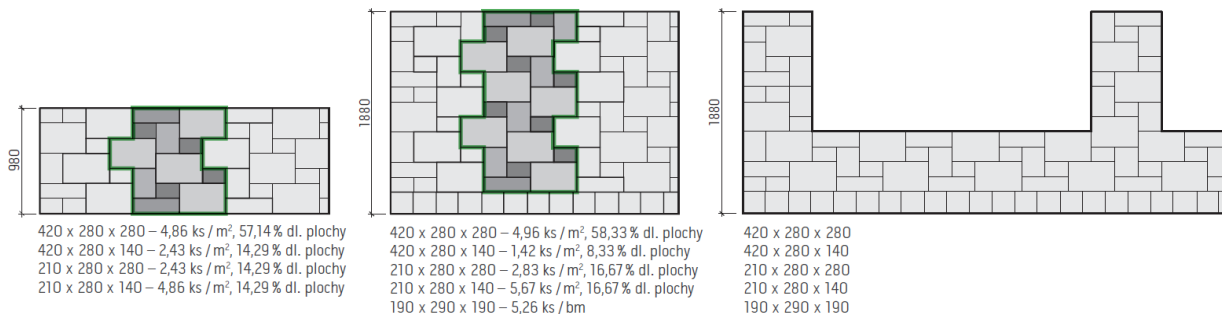 980
420 x 280 x 280 – 4,86 ks / m², 57,14 % dl. plochy
420 x 280 x 140 – 2,43 ks / m², 14,29 % dl. plochy
210 x 280 x 280 – 2,43 ks / m², 14,29 % dl. plochy
210 x 280 x 140 – 4,86 ks / m², 14,29 % dl. plochy
1880
420 x 280 x 280 – 4,96 ks / m², 58,33 % dl. plochy
420 x 280 x 140 – 1,42 ks / m², 8,33 % dl. plochy
210 x 280 x 280 – 2,83 ks / m², 16,67 % dl. plochy
210 x 280 x 140 – 5,67 ks / m², 16,67 % dl. plochy
190 x 290 x 190 – 5,26 ks / bm
1880
420 x 280 x 280
420 x 280 x 140
210 x 280 x 280
210 x 280 x 140
190 x 290 x 190